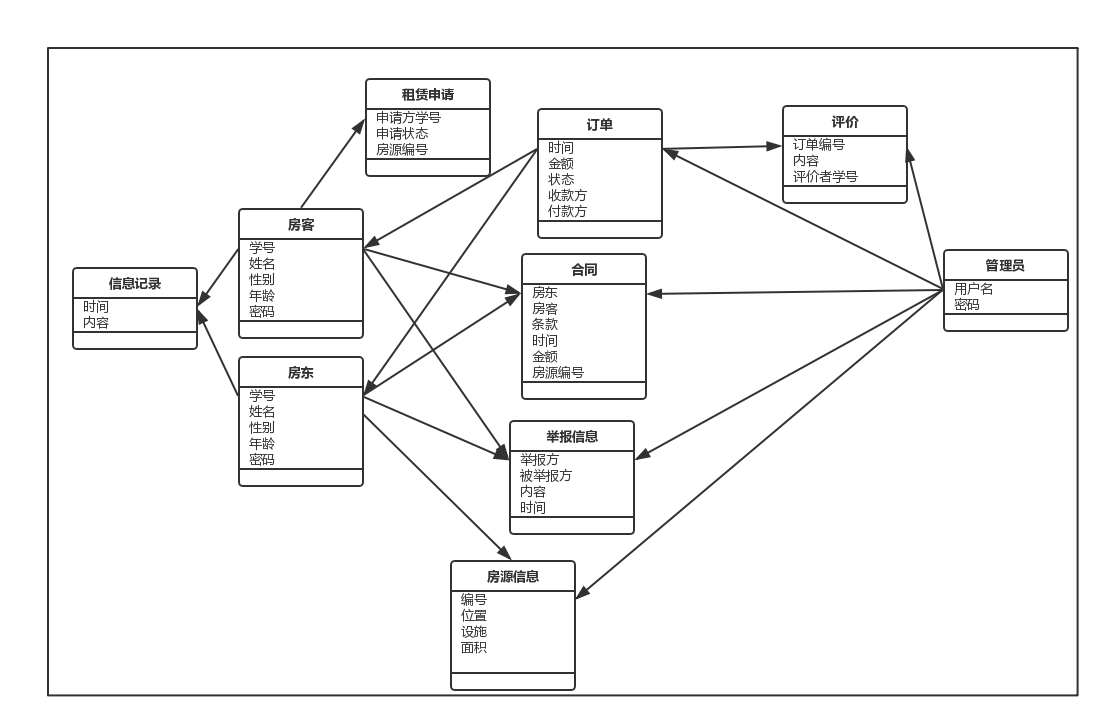 租赁申请
申请方学号
申请状态
房源编号
订单
时间
金额
状态
收款方
付款方
评价
订单编号
内容
评价者学号
房客
学号
姓名
性别
年龄
密码
信息记录
时间
内容
合同
房东
房客
条款
时间
金额
房源编号
管理员
用户名
密码
房东
学号
姓名
性别
年龄
密码
举报信息
举报方
被举报方
内容
时间
房源信息
编号
位置
设施
面积